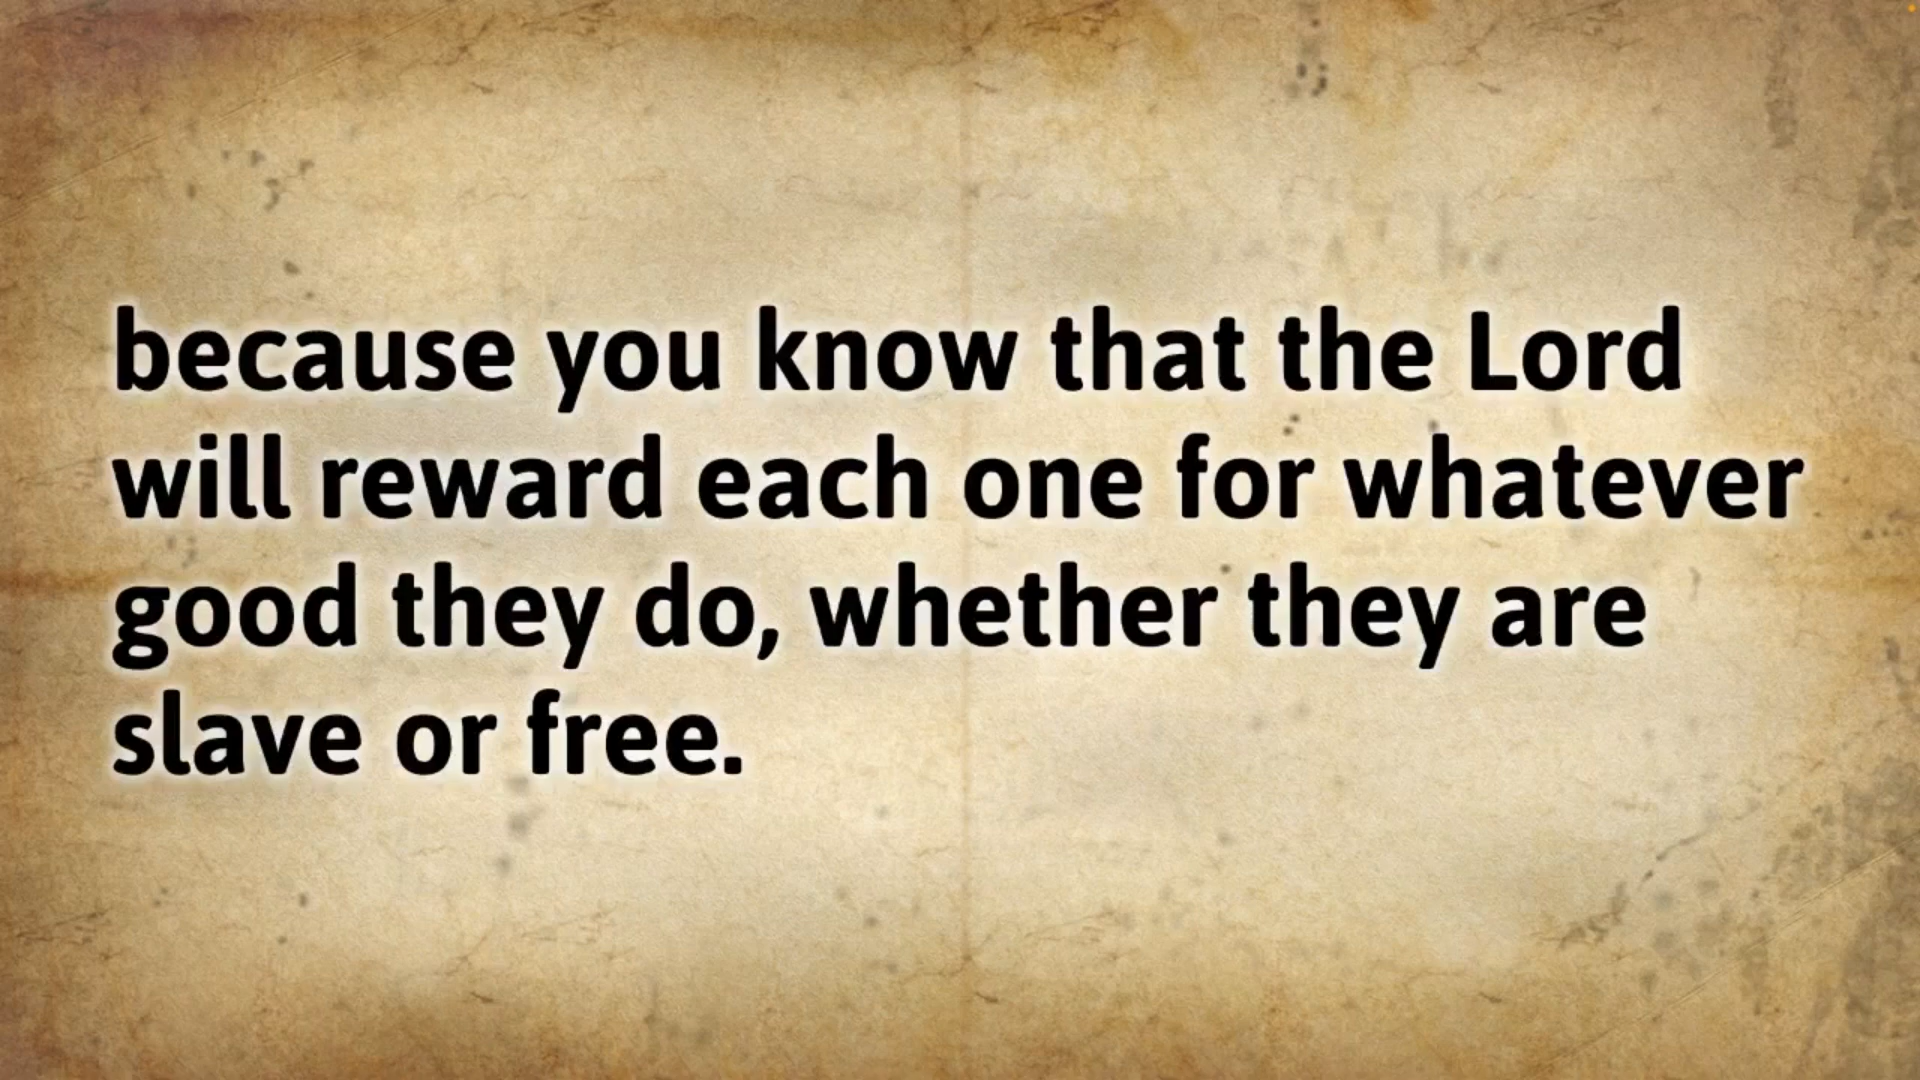 because you know that the Lord
will reward each one for whatever
good they do, whether they are
slave or free.